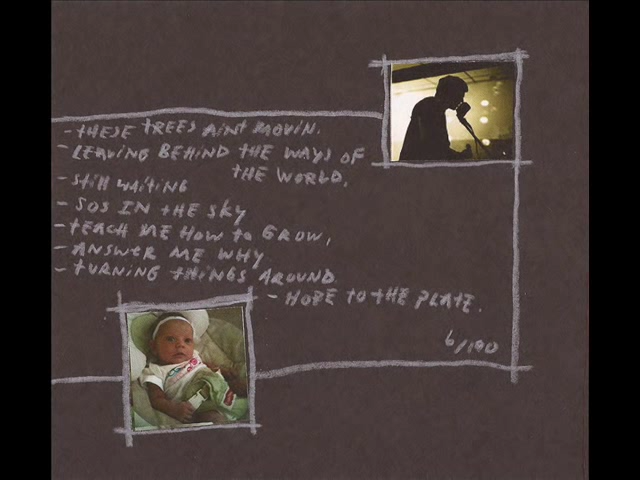 - THESE TREES AINT MOVIN.
- LEAVING BEHIND THE WAYS OF
THE WORLD.
- Still WAITING
- SOS IN THE SKY
- TEACH ME HOW to GROW,
- ANSWER ME WHY
- TURNING THINGS AROUND
- HOPE TO THE PLATE.
6/100